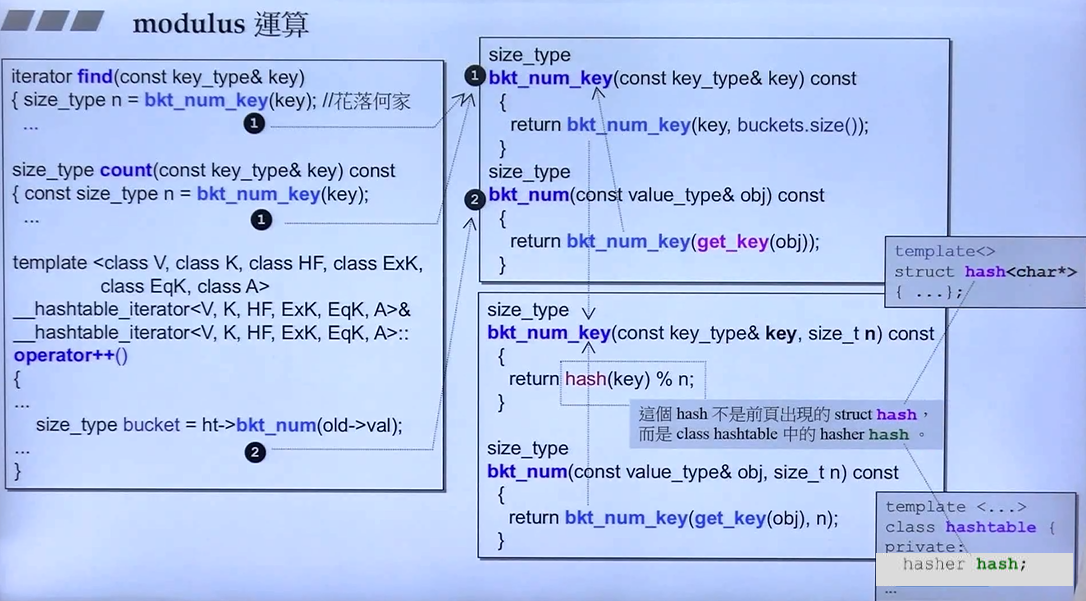 modulus 運算
iterator find(const key_type& key)
{ size_type n = bkt_num_key(key); //花落何家
1
...
size_type count(const key_type& key) const
{ const size_type n = bkt_num_key(key);
1
...
template <class V, class K, class HF, class ExK,
class EqK, class A>
__hashtable_iterator<V, K, HF, ExK, EqK, A>&
__hashtable_iterator<V, K, HF, ExK, EqK, A>::
operator++()
{
...
size_type bucket = ht->bkt_num(old->val);
...
2
}
size_type
1 bkt_num_key(const key_type& key) const
{
return bkt_num_key(key, buckets.size());
}
size_type
2 bkt_num(const value_type& obj) const
{
return bkt_num_key(get_key(obj));
}
size_type
bkt_num_key(const key_type& key, size_t n) const
{
return hash(key) % n;
}
size_type
bkt_num(const value_type& obj, size_t n) const
{
return bkt_num_key(get_key(obj), n);
}
template<>
struct hash<char*>
{ ...};
這個 hash 不是前頁出現的 struct hash，
而是 class hashtable 中的 hasher hash 。
template <...>
class hashtable {
private:
hasher hash;
...